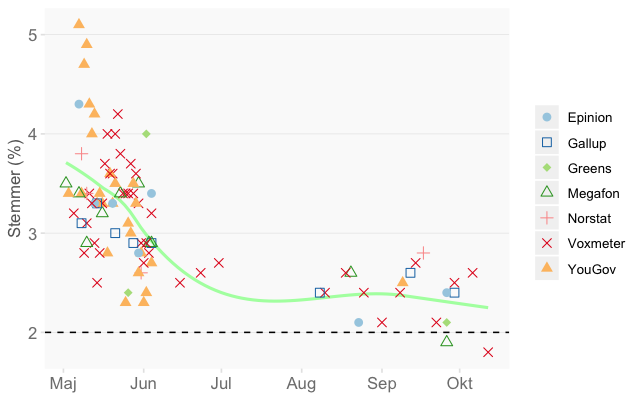 Stemmer (%)
5
4
3
2
Maj
Jun
Jul
Aug
Sep
Okt
Epinion
Gallup
Greens
Megafon
Norstat
Voxmeter
YouGov